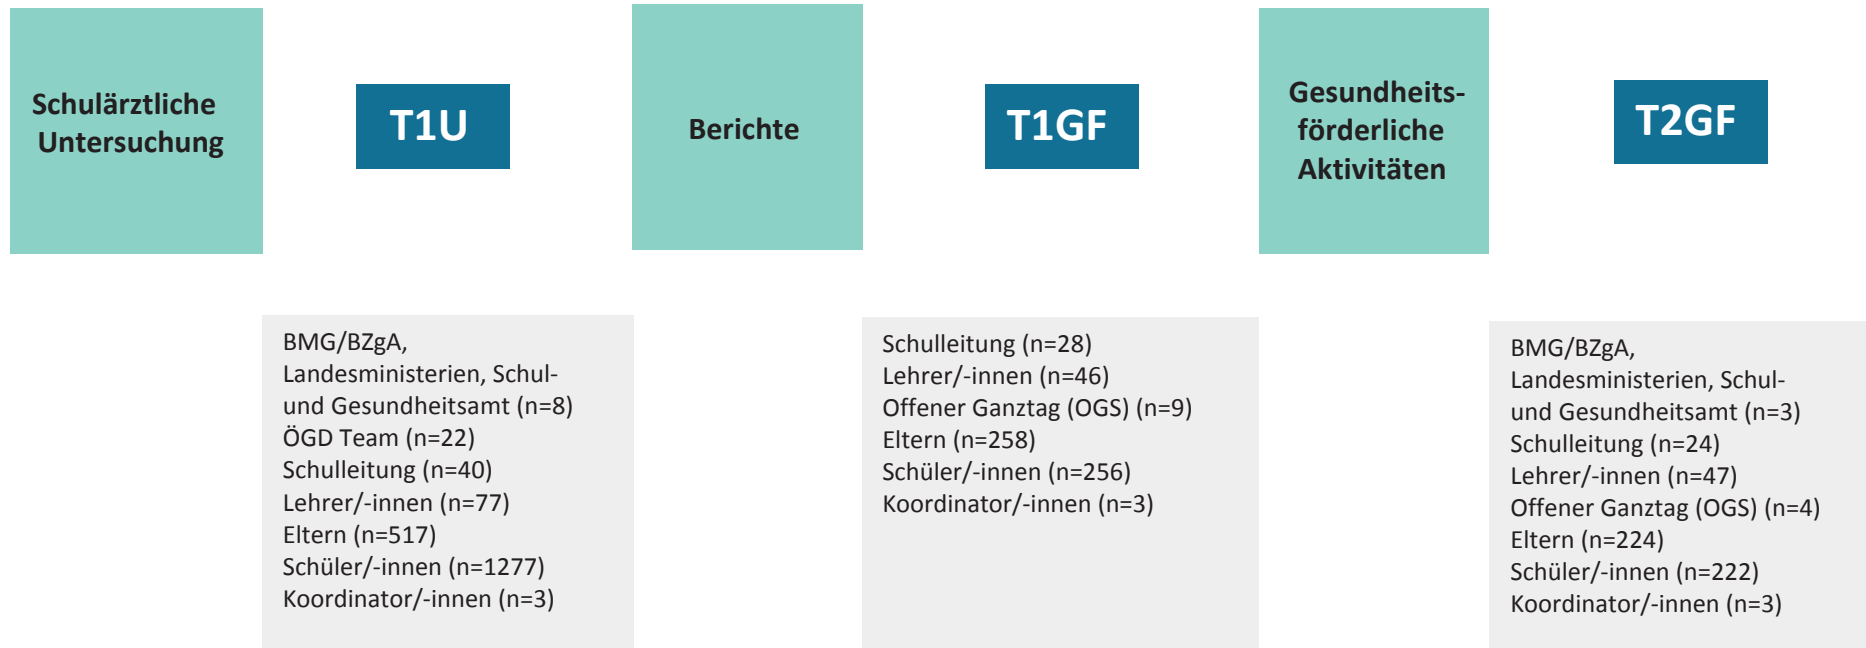 Schulärztliche
Untersuchung
T1U
Berichte
T1GF
Gesundheits-
förderliche
Aktivitäten
T2GF
BMG/BZgA,
Landesministerien, Schul-
und Gesundheitsamt (n=8)
ÖGD Team (n=22)
Schulleitung (n=40)
Lehrer/-innen (n=77)
Eltern (n=517)
Schüler/-innen (n=1277)
Koordinator/-innen (n=3)
Schulleitung (n=28)
Lehrer/-innen (n=46)
Offener Ganztag (OGS) (n=9)
Eltern (n=258)
Schüler/-innen (n=256)
Koordinator/-innen (n=3)
BMG/BZgA,
Landesministerien, Schul-
und Gesundheitsamt (n=3)
Schulleitung (n=24)
Lehrer/-innen (n=47)
Offener Ganztag (OGS) (n=4)
Eltern (n=224)
Schüler/-innen (n=222)
Koordinator/-innen (n=3)